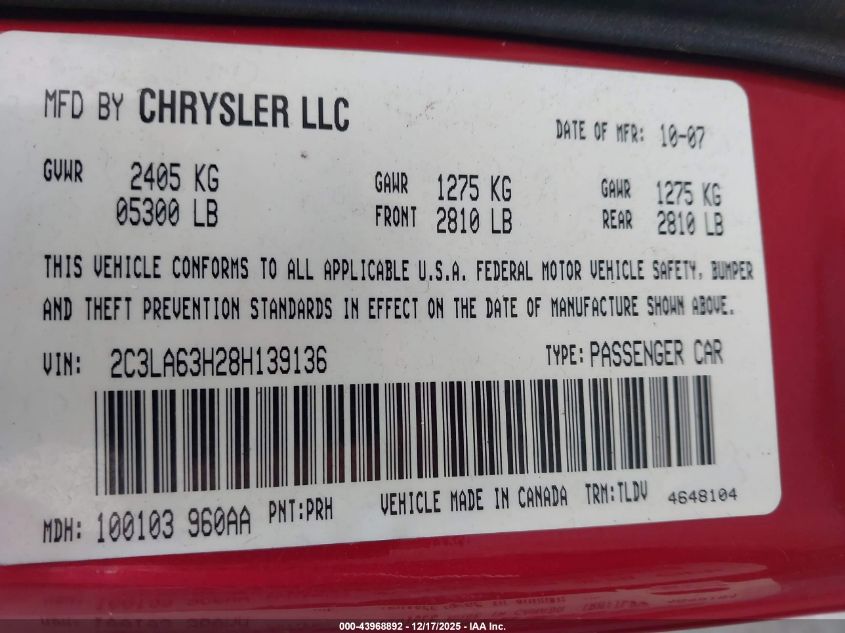 MFD BY CHRYSLER LLC
DATE OF MFR: 10-07
GVWR 2405 KG
05300 LB
GAWR 1275 KG
FRONT 2810 LB
GAWR 1275 KG
REAR 2810 LB
THIS VEHICLE CONFORMS TO ALL APPLICABLE U.S.A. FEDERAL MOTOR VEHICLE SAFETY, BUMPER
AND THEFT PREVENTION STANDARDS IN EFFECT ON THE DATE OF MANUFACTURE SHOWN ABOVE.
VIN: 2C3LA63H28H139136 TYPE: PASSENGER CAR
MDH: 100103 960AA PNT:PRH VEHICLE MADE IN CANADA TRM:TLDV 4648104
000-43968892 | 12/17/2025 - IAA Inc.